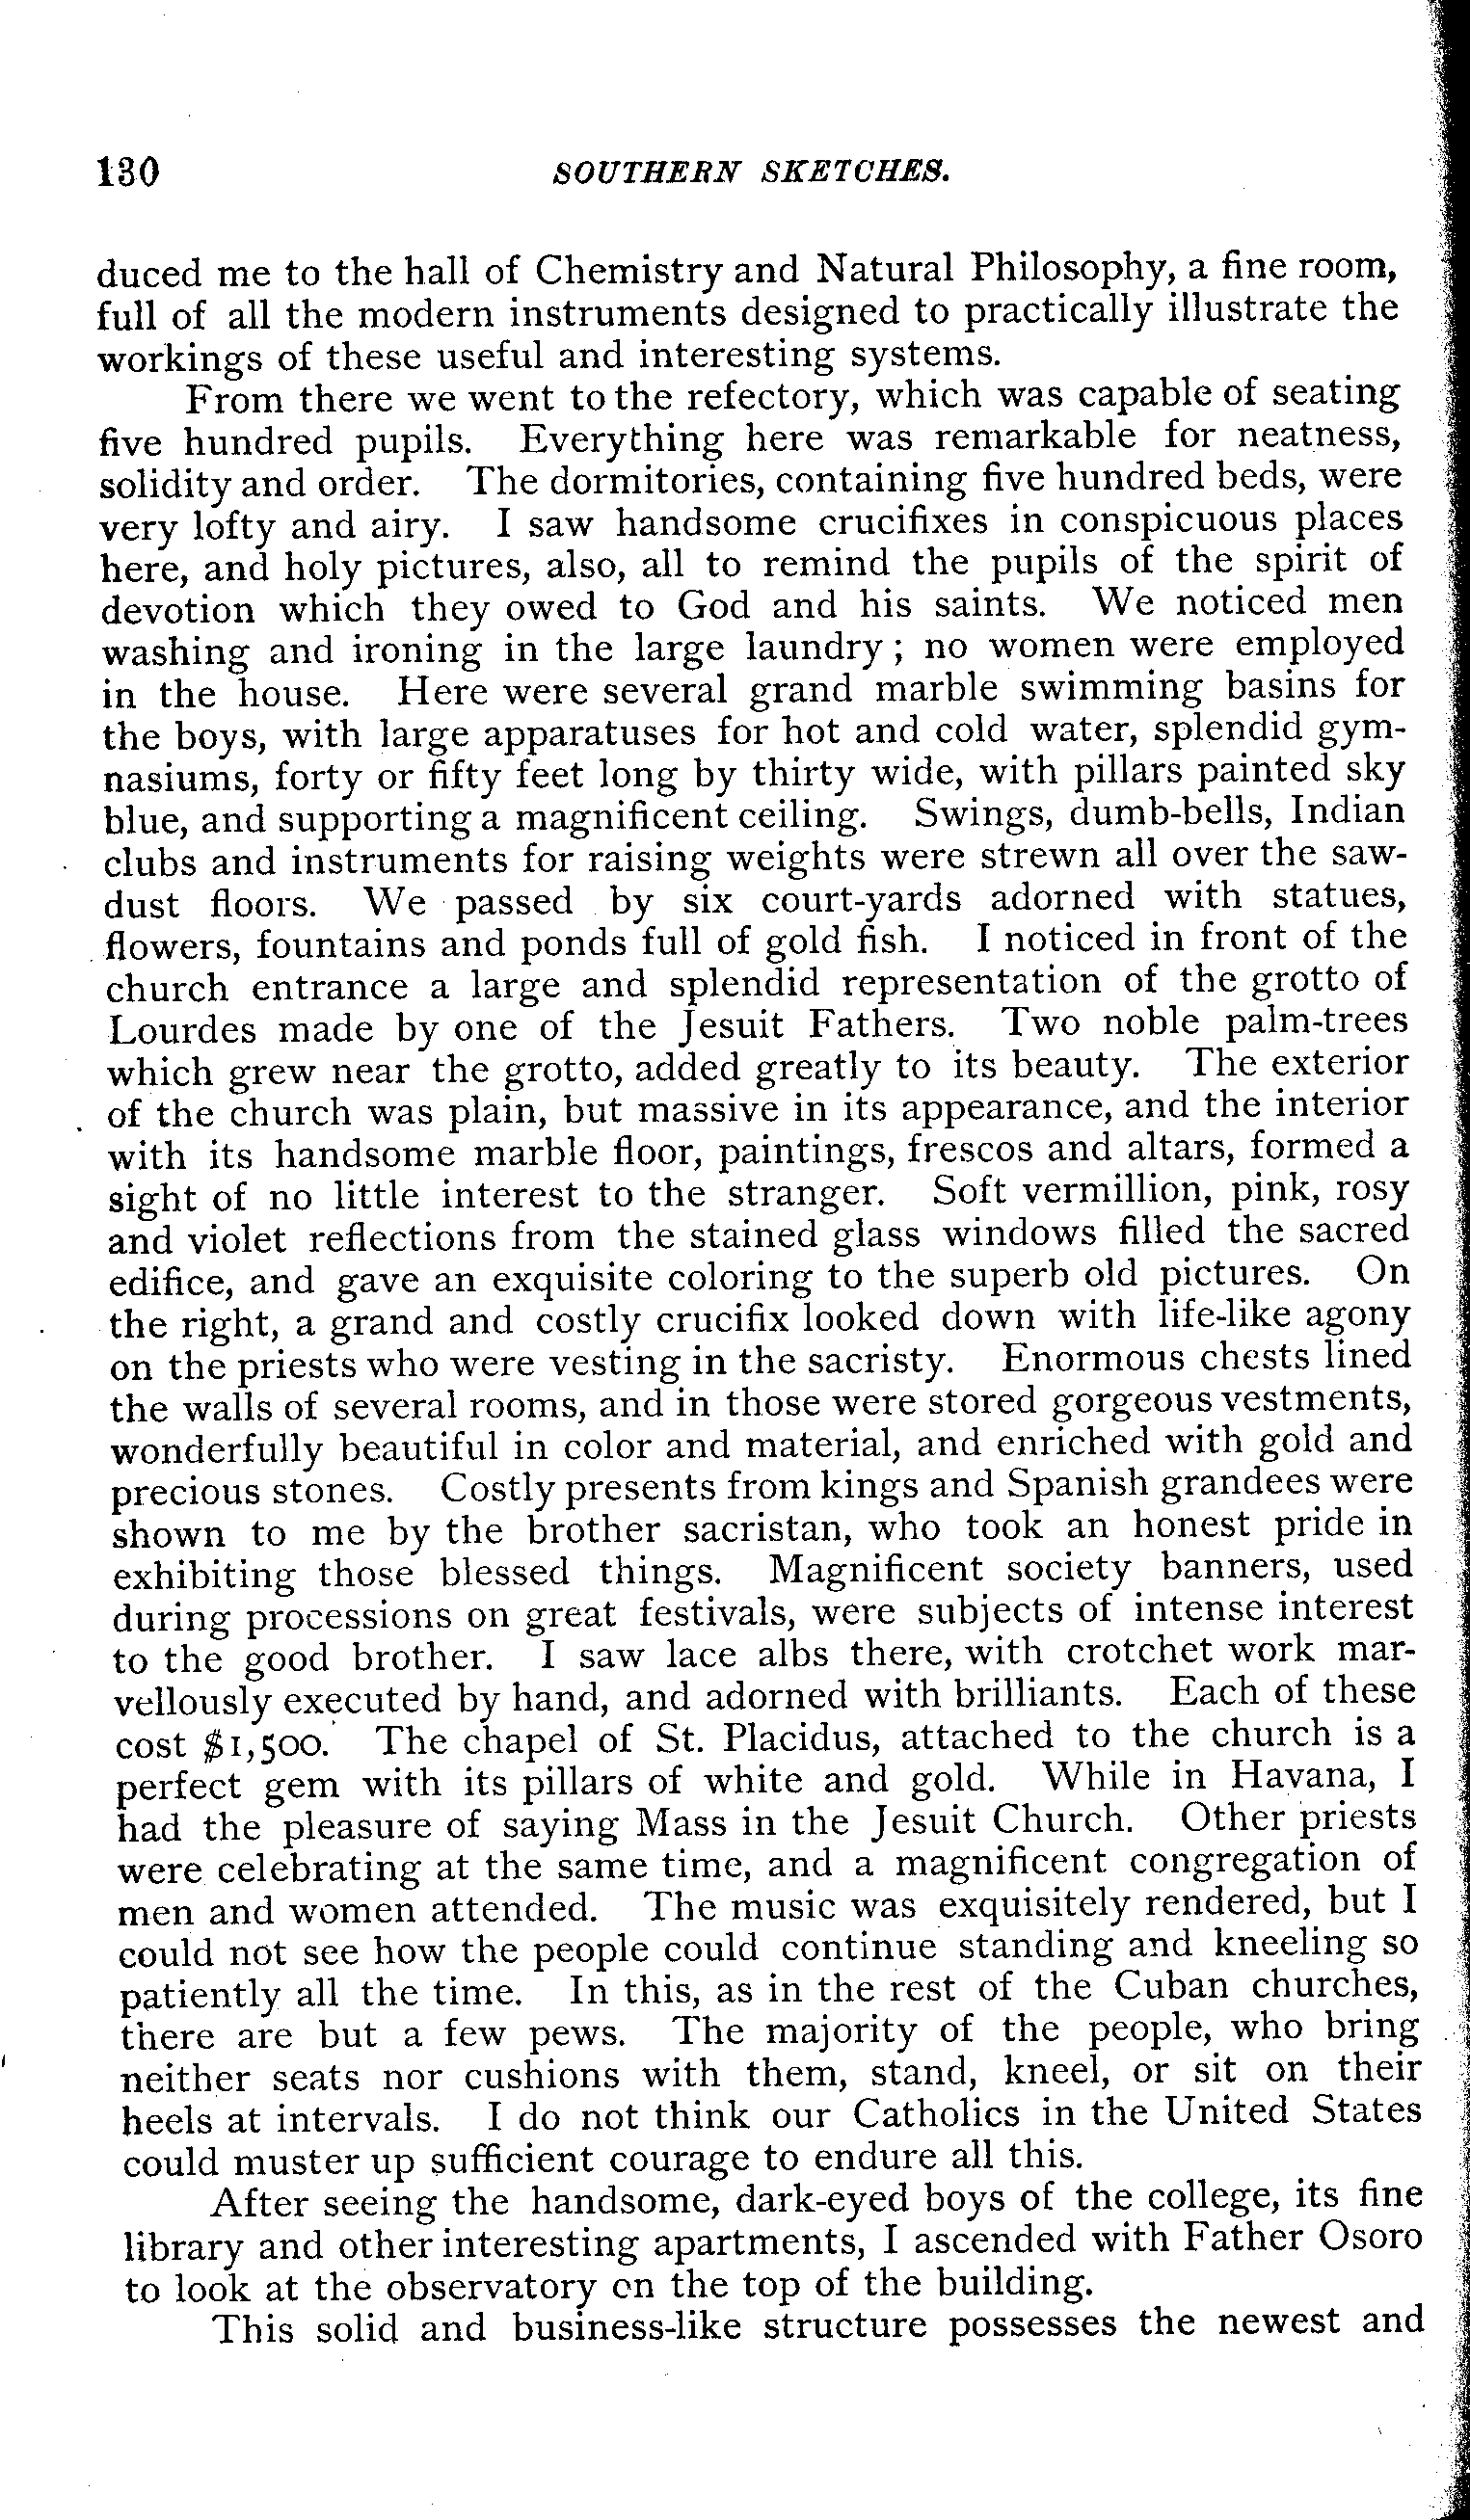 130 SOUTHERN SKETCHES.
duced me to the hall of Chemistry and Natural Philosophy, a fine room,
full of all the modern instruments designed to practically illustrate the
workings of these useful and interesting systems.
From there we went to the refectory, which was capable of seating
five hundred pupils. Everything here was remarkable for neatness,
solidity and order. The dormitories, containing five hundred beds, were
very lofty and airy. I saw handsome crucifixes in conspicuous places
here, and holy pictures, also, all to remind the pupils of the spirit of
devotion which they owed to God and his saints. We noticed men
washing and ironing in the large laundry; no women were employed
in the house. Here were several grand marble swimming basins for
the boys, with large apparatuses for hot and cold water, splendid gym-
nasiums, forty or fifty feet long by thirty wide, with pillars painted sky
blue, and supporting a magnificent ceiling. Swings, dumb-bells, Indian
clubs and instruments for raising weights were strewn all over the saw-
dust floors. We passed by six court-yards adorned with statues,
flowers, fountains and ponds full of gold fish. I noticed in front of the
church entrance a large and splendid representation of the grotto of
Lourdes made by one of the Jesuit Fathers. Two noble palm-trees
which grew near the grotto, added greatly to its beauty. The exterior
of the church was plain, but massive in its appearance, and the interior
with its handsome marble floor, paintings, frescos and altars, formed a
sight of no little interest to the stranger. Soft vermillion, pink, rosy
and violet reflections from the stained glass windows filled the sacred
edifice, and gave an exquisite coloring to the superb old pictures. On
the right, a grand and costly crucifix looked down with life-like agony
on the priests who were vesting in the sacristy. Enormous chests lined
the walls of several rooms, and in those were stored gorgeous vestments,
wonderfully beautiful in color and material, and enriched with gold and
precious stones. Costly presents from kings and Spanish grandees were
shown to me by the brother sacristan, who took an honest pride in
exhibiting those blessed things. Magnificent society banners, used
during processions on great festivals, were subjects of intense interest
to the good brother. I saw lace albs there, with crotchet work mar-
vellously executed by hand, and adorned with brilliants. Each of these
cost $1,500. The chapel of St. Placidus, attached to the church is a
perfect gem with its pillars of white and gold. While in Havana, I
had the pleasure of saying Mass in the Jesuit Church. Other priests
were celebrating at the same time, and a magnificent congregation of
men and women attended. The music was exquisitely rendered, but I
could not see how the people could continue standing and kneeling so
patiently all the time. In this, as in the rest of the Cuban churches,
there are but a few pews. The majority of the people, who bring
neither seats nor cushions with them, stand, kneel, or sit on their
heels at intervals. I do not think our Catholics in the United States
could muster up sufficient courage to endure all this.
After seeing the handsome, dark-eyed boys of the college, its fine
library and other interesting apartments, I ascended with Father Osoro
to look at the observatory on the top of the building.
This solid and business-like structure possesses the newest and